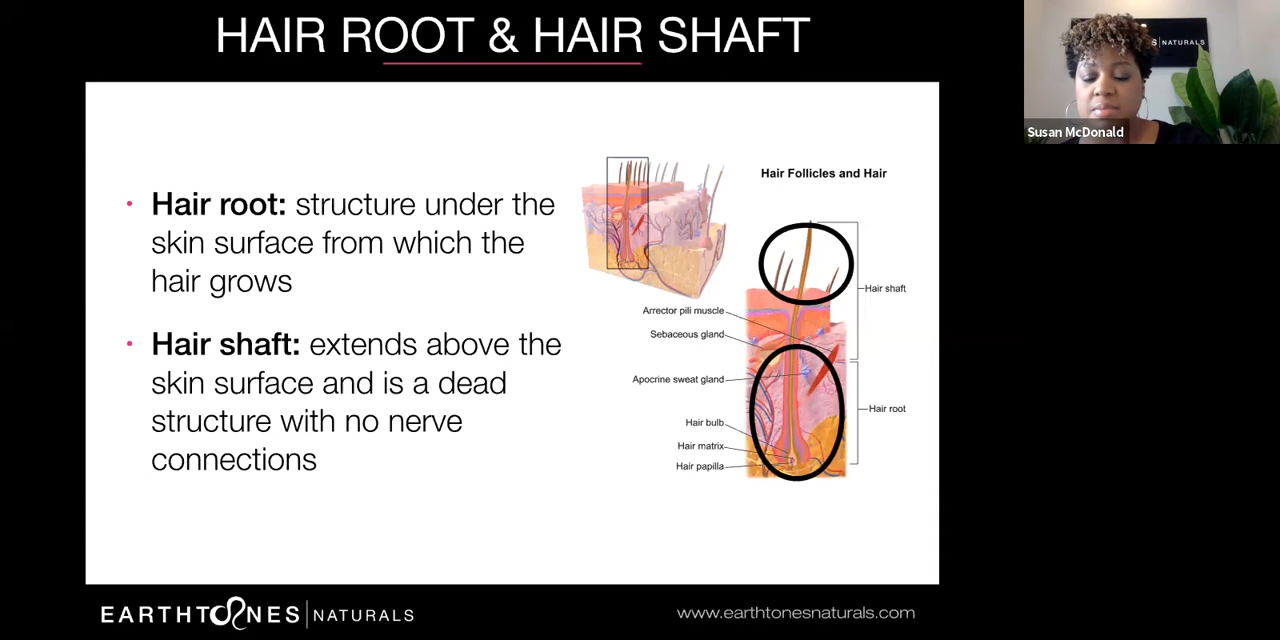 HAIR ROOT & HAIR SHAFT
S | NATURALS
Susan McDonald
• Hair root: structure under the
skin surface from which the
hair grows
• Hair shaft: extends above the
skin surface and is a dead
structure with no nerve
connections
Hair Follicles and Hair
Hair shaft
Arrector pili muscle
Sebaceous gland
Apocrine sweat gland
Hair root
Hair bulb
Hair matrix
Hair papilla
EARTHTONES | NATURALS
www.earthtonesnaturals.com